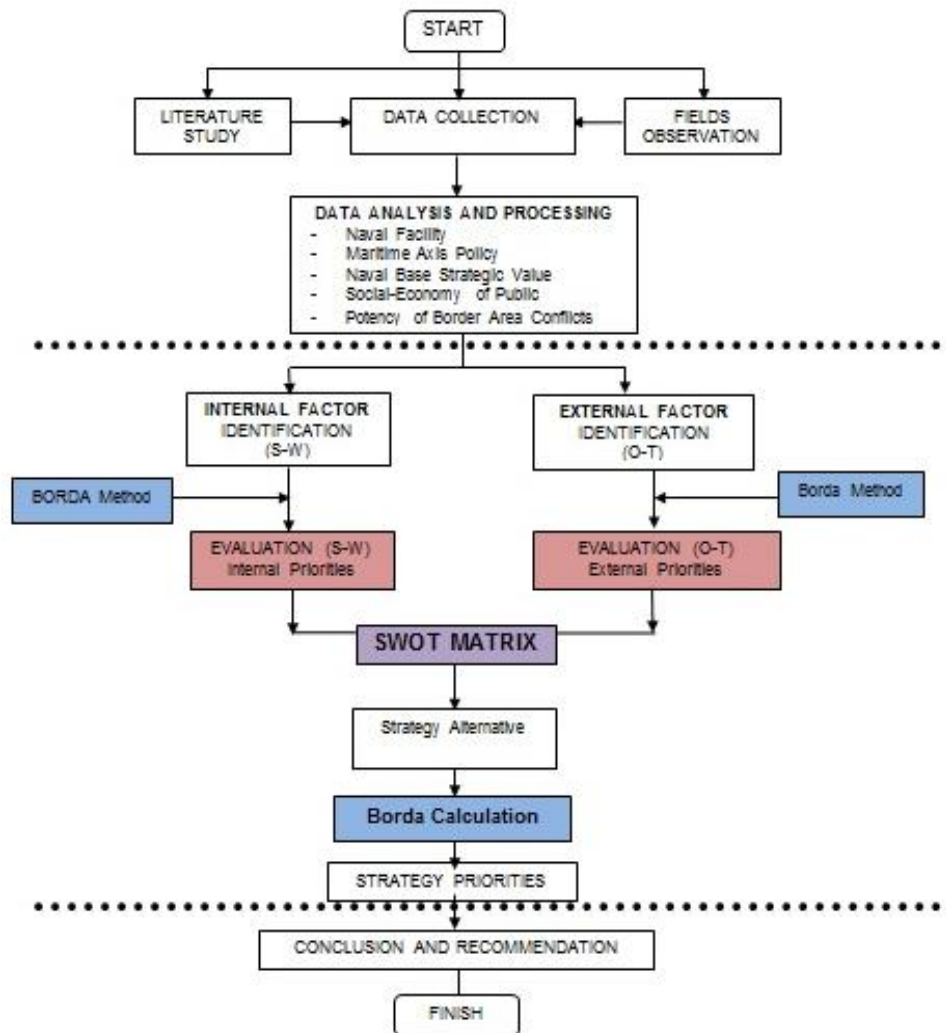 START
LITERATURE
STUDY
DATA COLLECTION
FIELDS
OBSERVATION
DATA ANALYSIS AND PROCESSING
- Naval Facility
- Maritime Axis Policy
- Naval Base Strategic Value
- Social-Economy of Public
- Potency of Border Area Conflicts
INTERNAL FACTOR
IDENTIFICATION
(S-W)
EXTERNAL FACTOR
IDENTIFICATION
(O-T)
BORDA Method
Borda Method
EVALUATION (S-W)
Internal Priorities
EVALUATION (O-T)
External Priorities
SWOT MATRIX
Strategy Alternative
Borda Calculation
STRATEGY PRIORITIES
CONCLUSION AND RECOMMENDATION
FINISH